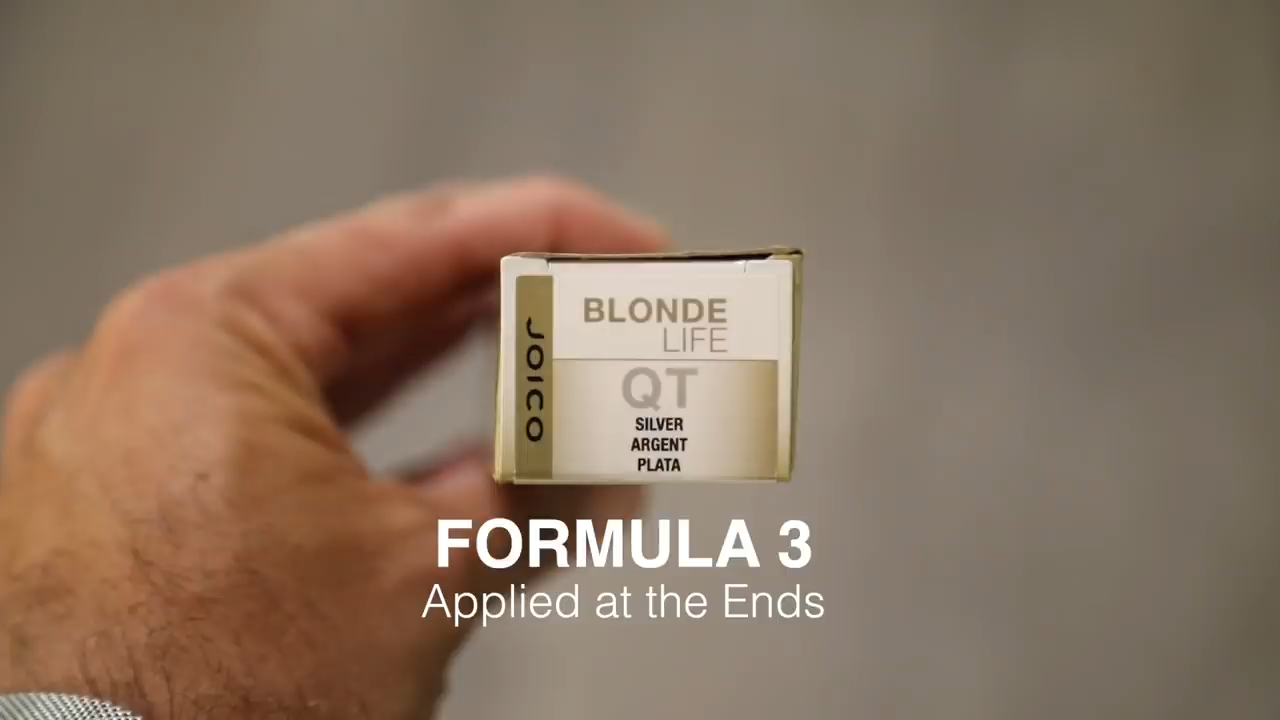 JOICO
BLONDE
LIFE
QT
SILVER
ARGENT
PLATA
FORMULA 3
Applied at the Ends